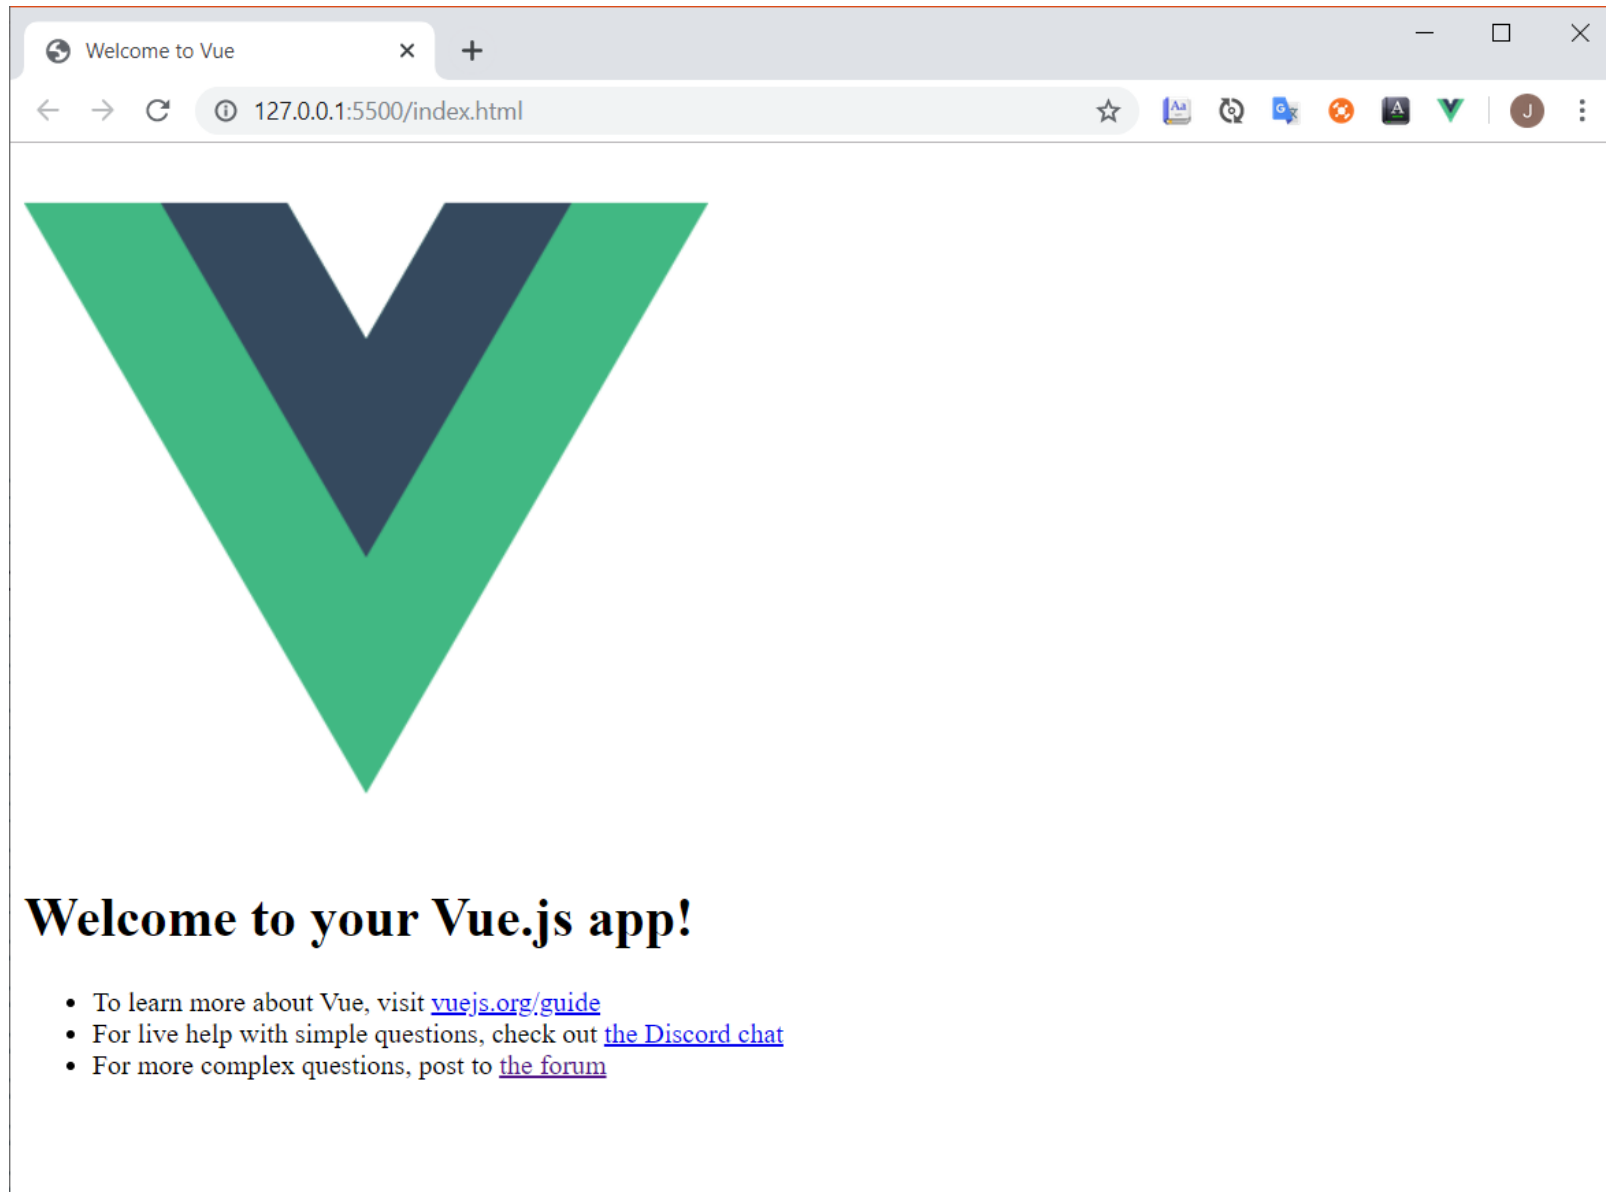 Welcome to Vue
127.0.0.1:5500/index.html
Aa
G
A
J
Welcome to your Vue.js app!
To learn more about Vue, visit vuejs.org/guide
For live help with simple questions, check out the Discord chat
For more complex questions, post to the forum